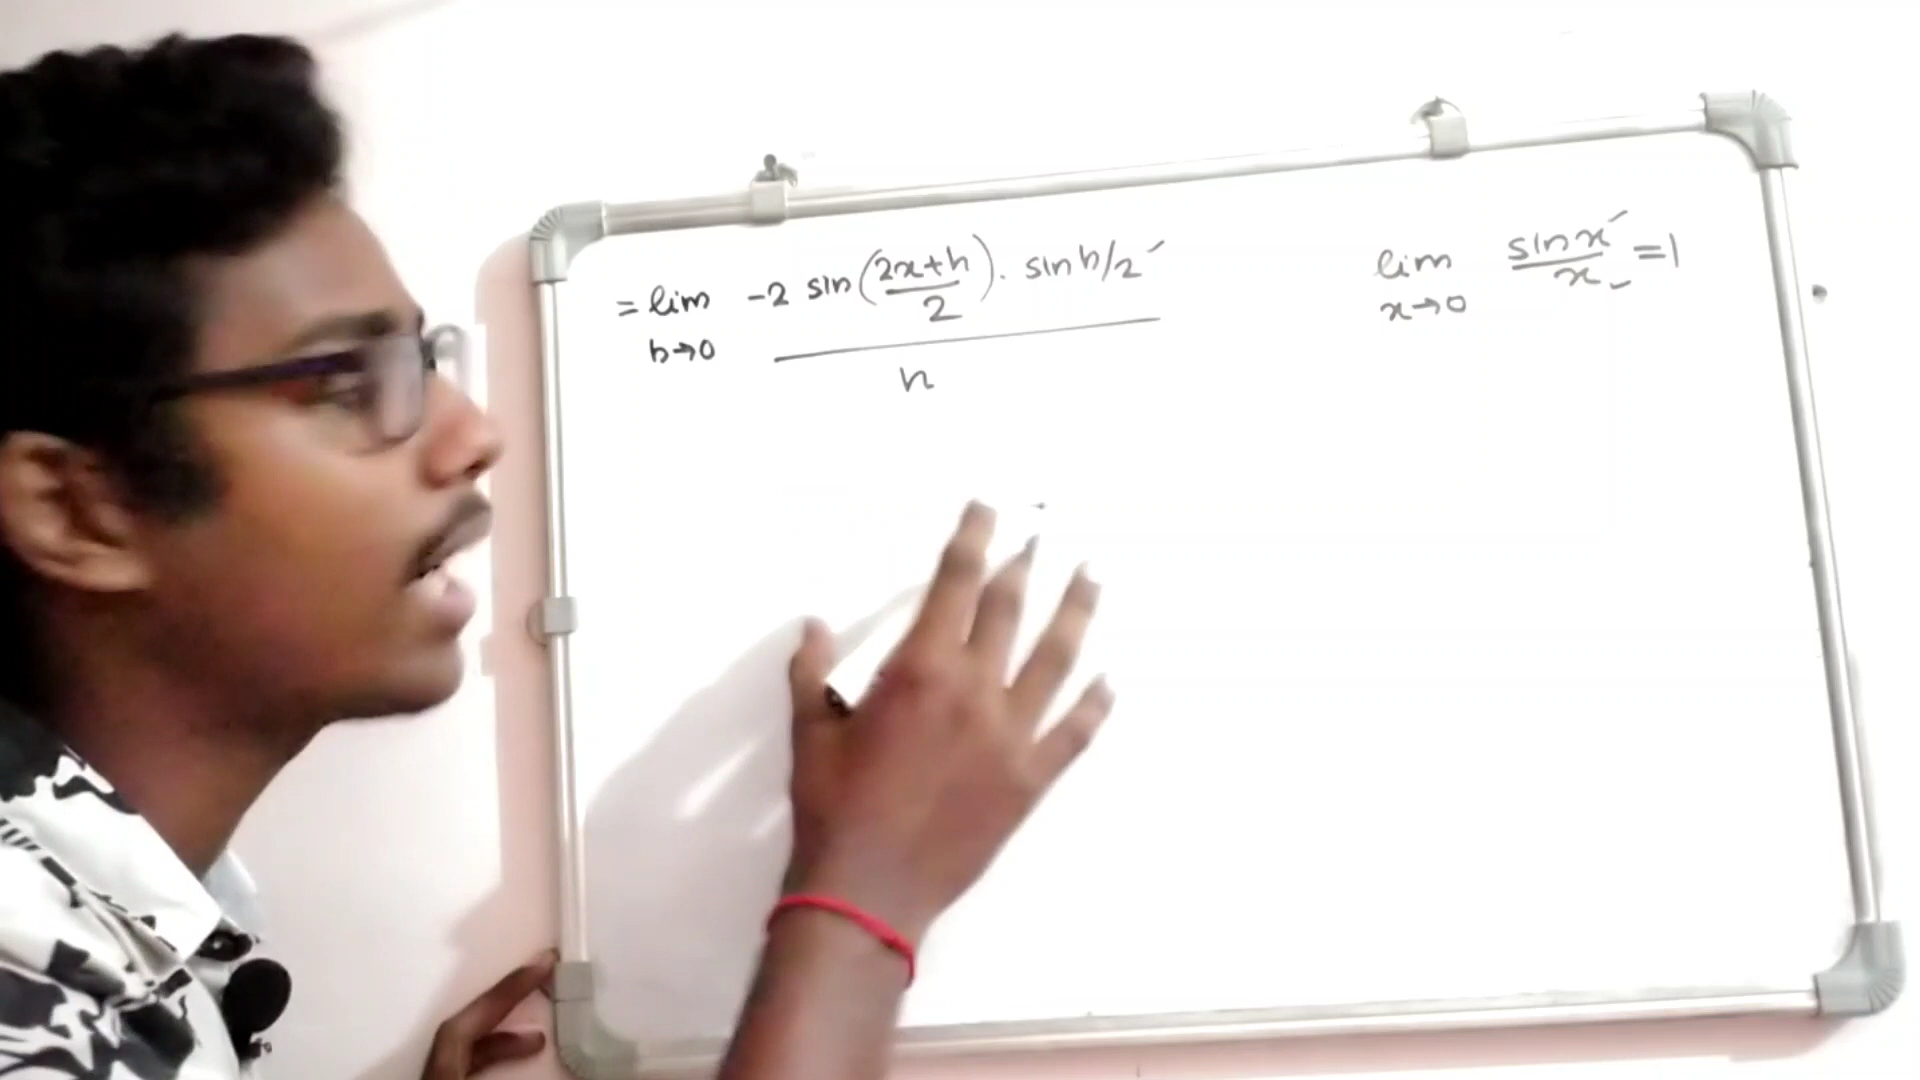 = lim -2 sin(2x+h/2). sin h/2
h→0 h
lim sin x/x =1
x→0